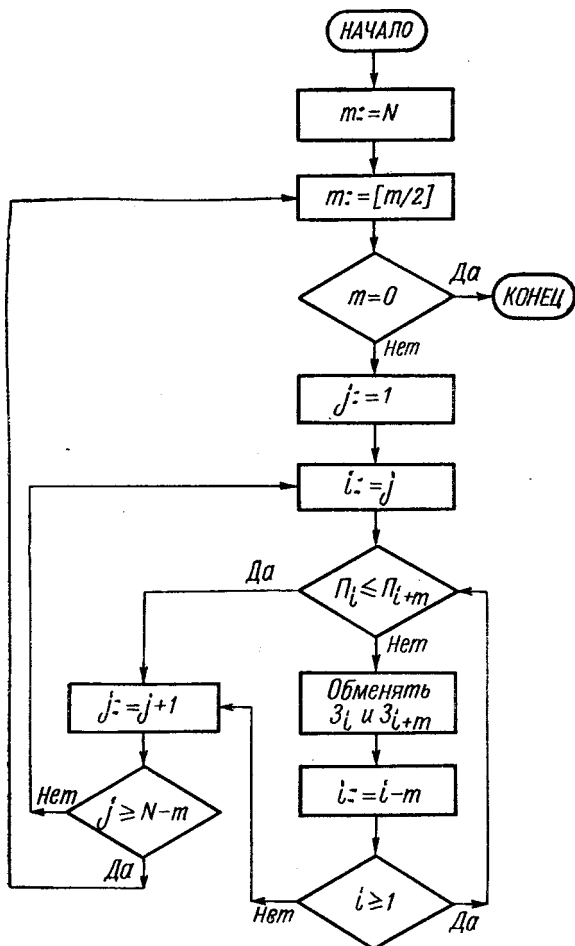 НАЧАЛО
m:=N
m:=[m/2]
m=0
Да
КОНЕЦ
Нет
j:=1
i:=j
Пi≤Пi+m
Да
Нет
Обменять
Зi и Зi+m
j:=j+1
i:=i-m
j≥N-m
Нет
Да
i≥1
Нет
Да